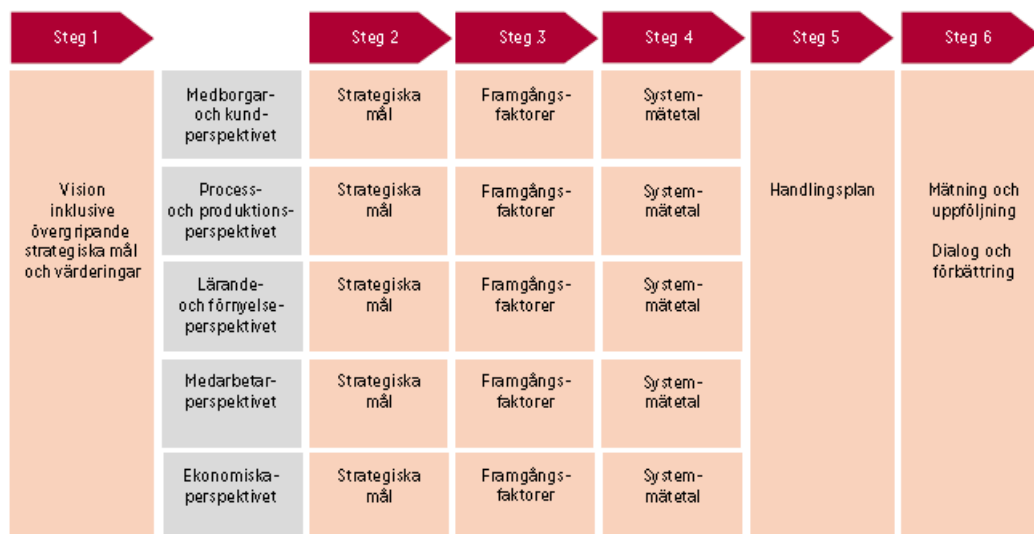 Steg 1
Steg 2
Steg 3
Steg 4
Steg 5
Steg 6
Vision
inklusive
övergripande
strategiska mål
och värderingar
Medborgar-
och kund-
perspektivet
Strategiska
mål
Framgångs-
faktorer
System-
mätetal
Process-
och produktions-
perspektivet
Strategiska
mål
Framgångs-
faktorer
System-
mätetal
Lärande-
och förnyelse-
perspektivet
Strategiska
mål
Framgångs-
faktorer
System-
mätetal
Medarbetar-
perspektivet
Strategiska
mål
Framgångs-
faktorer
System-
mätetal
Ekonomiska-
perspektivet
Strategiska
mål
Framgångs-
faktorer
System-
mätetal
Handlingsplan
Mätning och
uppföljning
Dialog och
förbättring